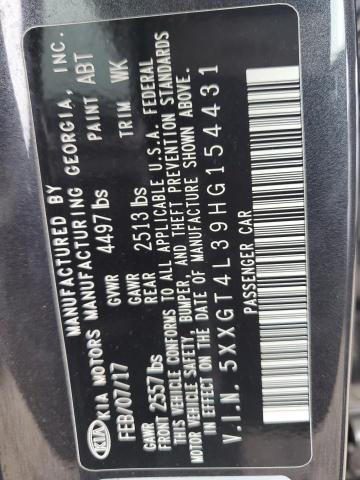 MANUFACTURED BY
KIA KIA MOTORS MANUFACTURING GEORGIA, INC.
FEB/07/17 GVWR 4497 lbs PAINT ABT
GAWR FRONT 2557 lbs GAWR REAR 2513 lbs TRIM WK
THIS VEHICLE CONFORMS TO ALL APPLICABLE U.S.A. FEDERAL
MOTOR VEHICLE SAFETY, BUMPER, AND THEFT PREVENTION STANDARDS
IN EFFECT ON THE DATE OF MANUFACTURE SHOWN ABOVE.
V.I.N. 5XXGT4L39HG154431
PASSENGER CAR